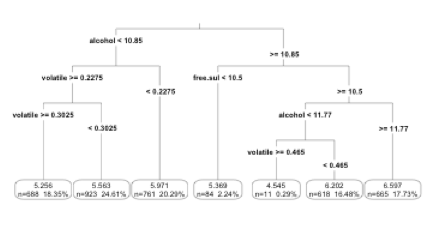 alcohol < 10.85
>= 10.85
volatile >= 0.2275
free.sul < 10.5
< 0.2275
>= 10.5
volatile >= 0.3025
alcohol < 11.77
< 0.3025
>= 11.77
volatile >= 0.465
< 0.465
5.256 5.563 5.971 5.369 4.545 6.202 6.597
n=688 18.35% n=923 24.61% n=761 20.29% n=84 2.24% n=11 0.29% n=618 16.48% n=665 17.73%